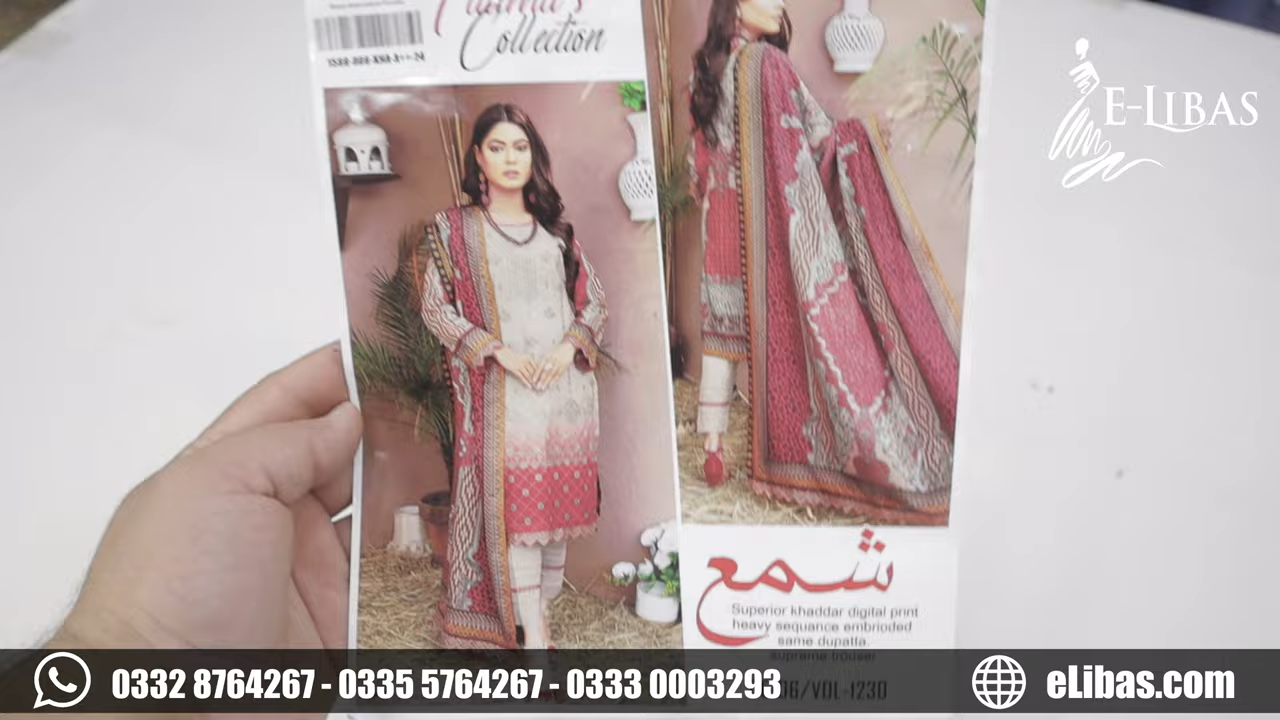 Collection
E-LIBAS
شمع
Superior khaddar digital print
heavy sequance embrioded
same dupatta.
supreme trouser
/VOL-1230
0332 8764267 - 0335 5764267 - 0333 0003293
eLibas.com